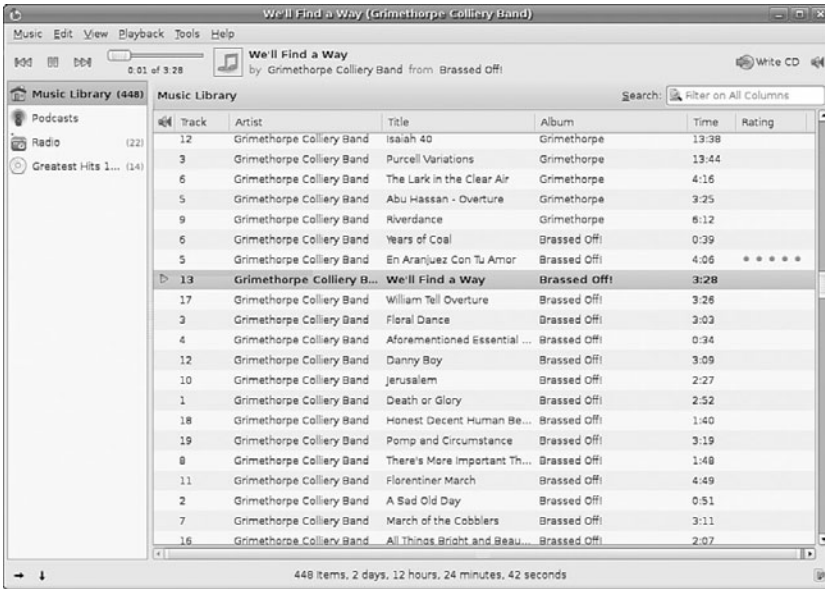 We'll Find a Way (Grimethorpe Colliery Band)
Music Edit View Playback Tools Help
We'll Find a Way
by Grimethorpe Colliery Band from Brassed Off!
0:01 of 3:28
Write CD
Music Library (448)
Podcasts
Radio (22)
Greatest Hits 1... (14)
Music Library Search: Filter on All Columns
Track Artist Title Album Time Rating
12 Grimethorpe Colliery Band Isaiah 40 Grimethorpe 13:38
3 Grimethorpe Colliery Band Purcell Variations Grimethorpe 13:44
6 Grimethorpe Colliery Band The Lark in the Clear Air Grimethorpe 4:16
5 Grimethorpe Colliery Band Abu Hassan - Overture Grimethorpe 3:25
9 Grimethorpe Colliery Band Riverdance Grimethorpe 6:12
6 Grimethorpe Colliery Band Years of Coal Brassed Off! 0:39
5 Grimethorpe Colliery Band En Aranjuez Con Tu Amor Brassed Off! 4:06
13 Grimethorpe Colliery B... We'll Find a Way Brassed Off! 3:28
17 Grimethorpe Colliery Band William Tell Overture Brassed Off! 3:26
3 Grimethorpe Colliery Band Floral Dance Brassed Off! 3:03
4 Grimethorpe Colliery Band Aforementioned Essential ... Brassed Off! 0:34
12 Grimethorpe Colliery Band Danny Boy Brassed Off! 3:09
10 Grimethorpe Colliery Band Jerusalem Brassed Off! 2:27
1 Grimethorpe Colliery Band Death or Glory Brassed Off! 2:52
18 Grimethorpe Colliery Band Honest Decent Human Be... Brassed Off! 1:40
19 Grimethorpe Colliery Band Pomp and Circumstance Brassed Off! 3:19
8 Grimethorpe Colliery Band There's More Important Th... Brassed Off! 1:48
11 Grimethorpe Colliery Band Florentiner March Brassed Off! 4:49
2 Grimethorpe Colliery Band A Sad Old Day Brassed Off! 0:51
7 Grimethorpe Colliery Band March of the Cobblers Brassed Off! 3:11
16 Grimethorpe Colliery Band All Things Bright and Beau... Brassed Off! 2:07
448 items, 2 days, 12 hours, 24 minutes, 42 seconds